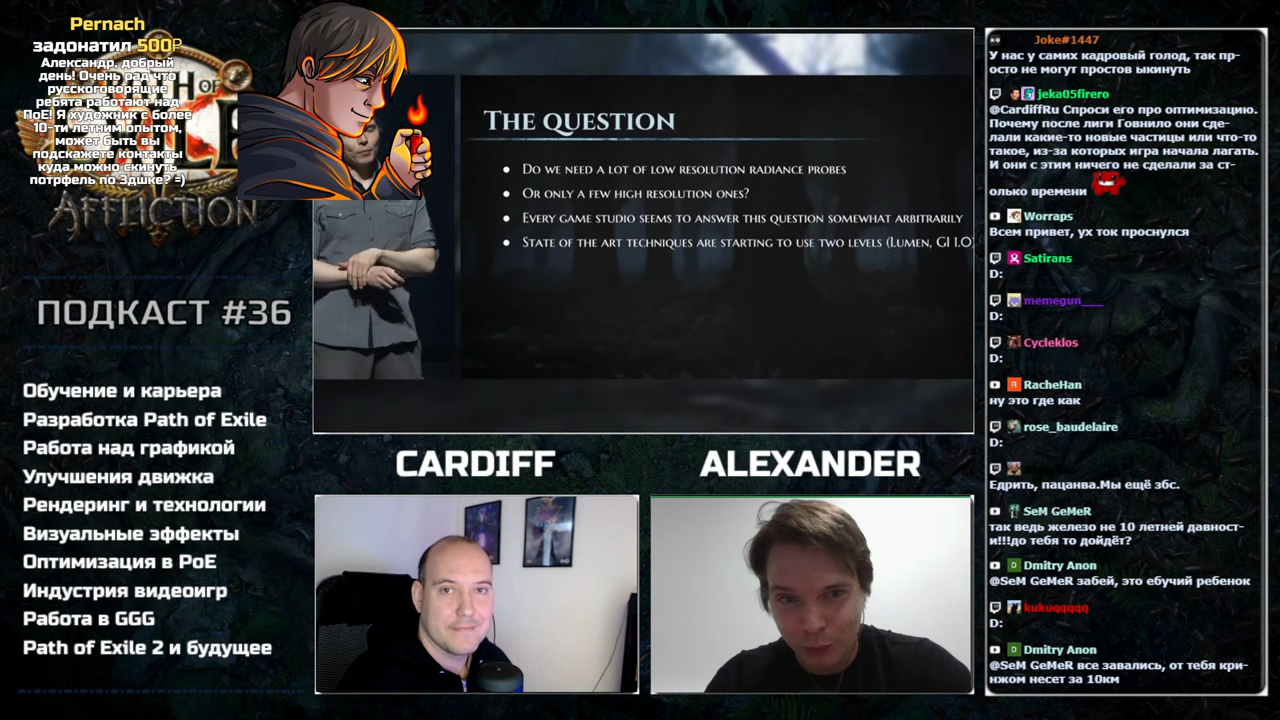 Pernach
задонатил 500₽
Александр, добрый
день! Очень рад что
русскоговорящие
ребята работают над
ПоЕ! Я художник с более
10-ти летним опытом,
может быть вы
подскажете контакты
куда можно скинуть
потрфель по 3дшке? =)
AFFLICTION
ПОДКАСТ #36
Обучение и карьера
Разработка Path of Exile
Работа над графикой
Улучшения движка
Рендеринг и технологии
Визуальные эффекты
Оптимизация в PoE
Индустрия видеоигр
Работа в GGG
Path of Exile 2 и будущее
THE QUESTION
● DO WE NEED A LOT OF LOW RESOLUTION RADIANCE PROBES
● OR ONLY A FEW HIGH RESOLUTION ONES?
● EVERY GAME STUDIO SEEMS TO ANSWER THIS QUESTION SOMEWHAT ARBITRARILY
● STATE OF THE ART TECHNIQUES ARE STARTING TO USE TWO LEVELS (LUMEN, GI 1.0
CARDIFF
ALEXANDER
Joke#1447
У нас у самих кадровый голод, так пр-
осто не могут простов ыкинуть
jeka05firero
@CardiffRu Спроси его про оптимизацию.
Почему после лиги Говнило они сде-
лали какие-то новые частицы или что-то
такое, из-за которых игра начала лагать.
И они с этим ничего не сделали за ст-
олько времени
Worraps
Всем привет, ух ток проснулся
Satirans
D:
memegun___
D:
Cycleklos
D:
RacheHan
ну это где как
rose_baudelaire
D:
Едрить, пацанва.Мы ещё збс.
SeM GeMeR
так ведь железо не 10 летней давност-
и!!!до тебя то дойдёт?
Dmitry Anon
@SeM GeMeR забей, это ебучий ребенок
kukuqqqqq
D:
Dmitry Anon
@SeM GeMeR все завались, от тебя кри-
нжом несет за 10км